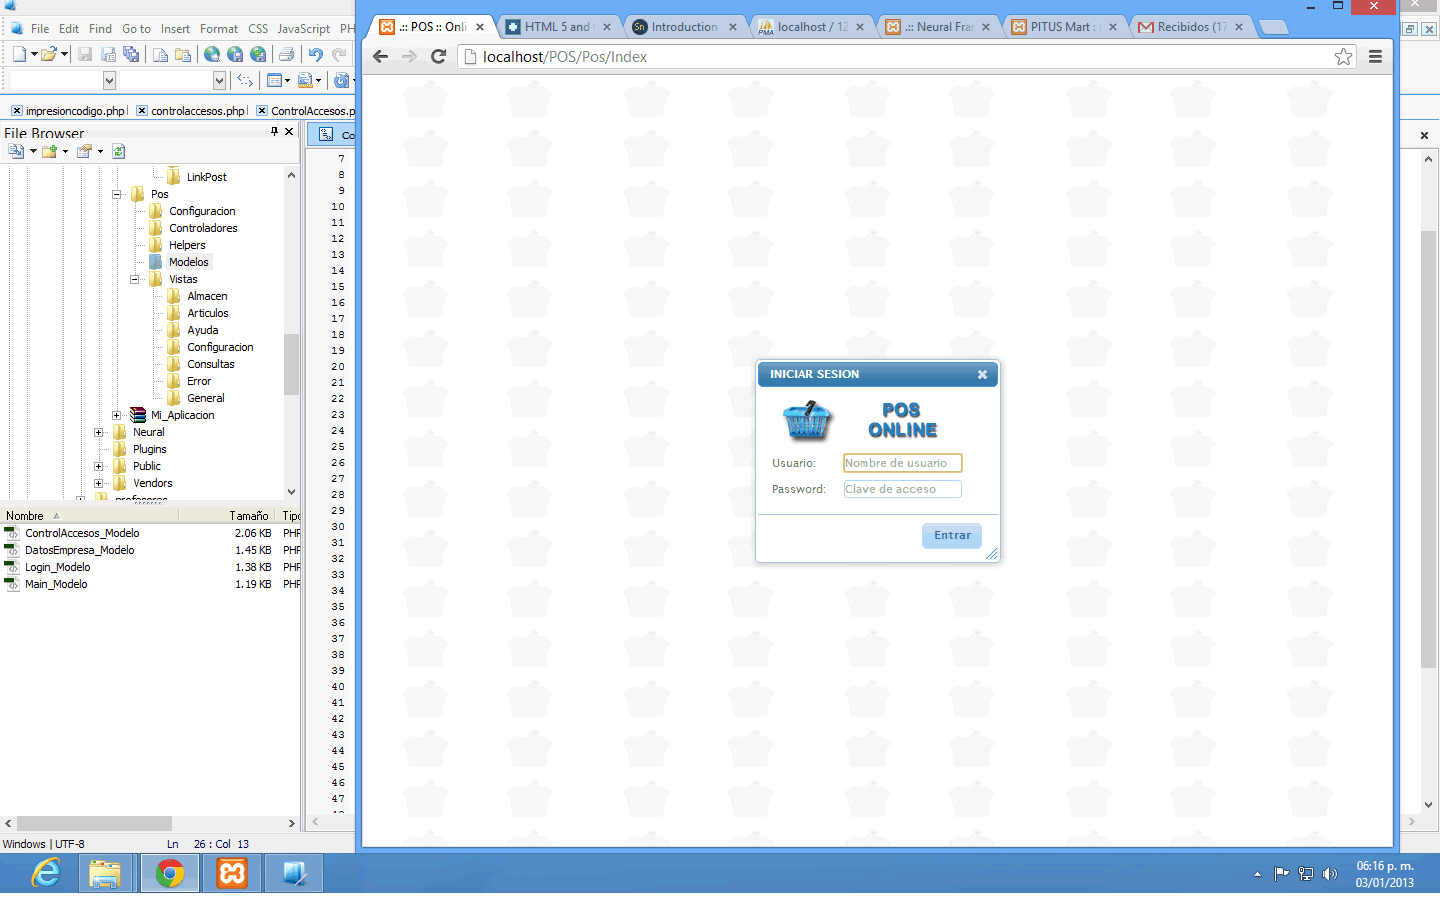 .:: POS :: Onli
HTML 5 and
Introduction
localhost / 12
.:: Neural Fra
PITUS Mart :
Recibidos (17
File Edit Find Go to Insert Format CSS JavaScript PH
localhost/POS/Pos/Index
impresioncodigo.php controlaccesos.php ControlAccesos.p
File Browser
Co
LinkPost
Pos
Configuracion
Controladores
Helpers
Modelos
Vistas
Almacen
Articulos
Ayuda
Configuracion
Consultas
Error
General
Mi_Aplicacion
Neural
Plugins
Public
Vendors
profesores
Nombre Tamaño Tipo
ControlAccesos_Modelo 2.06 KB PHP
DatosEmpresa_Modelo 1.45 KB PHP
Login_Modelo 1.38 KB PHP
Main_Modelo 1.19 KB PHP
7
8
9
10
11
12
13
14
15
16
17
18
19
20
21
22
23
24
25
26
27
28
29
30
31
32
33
34
35
36
37
38
39
40
41
42
43
44
45
46
47
INICIAR SESION
POS
ONLINE
Usuario: Nombre de usuario
Password: Clave de acceso
Entrar
Windows | UTF-8 Ln 26 : Col 13
06:16 p. m.
03/01/2013